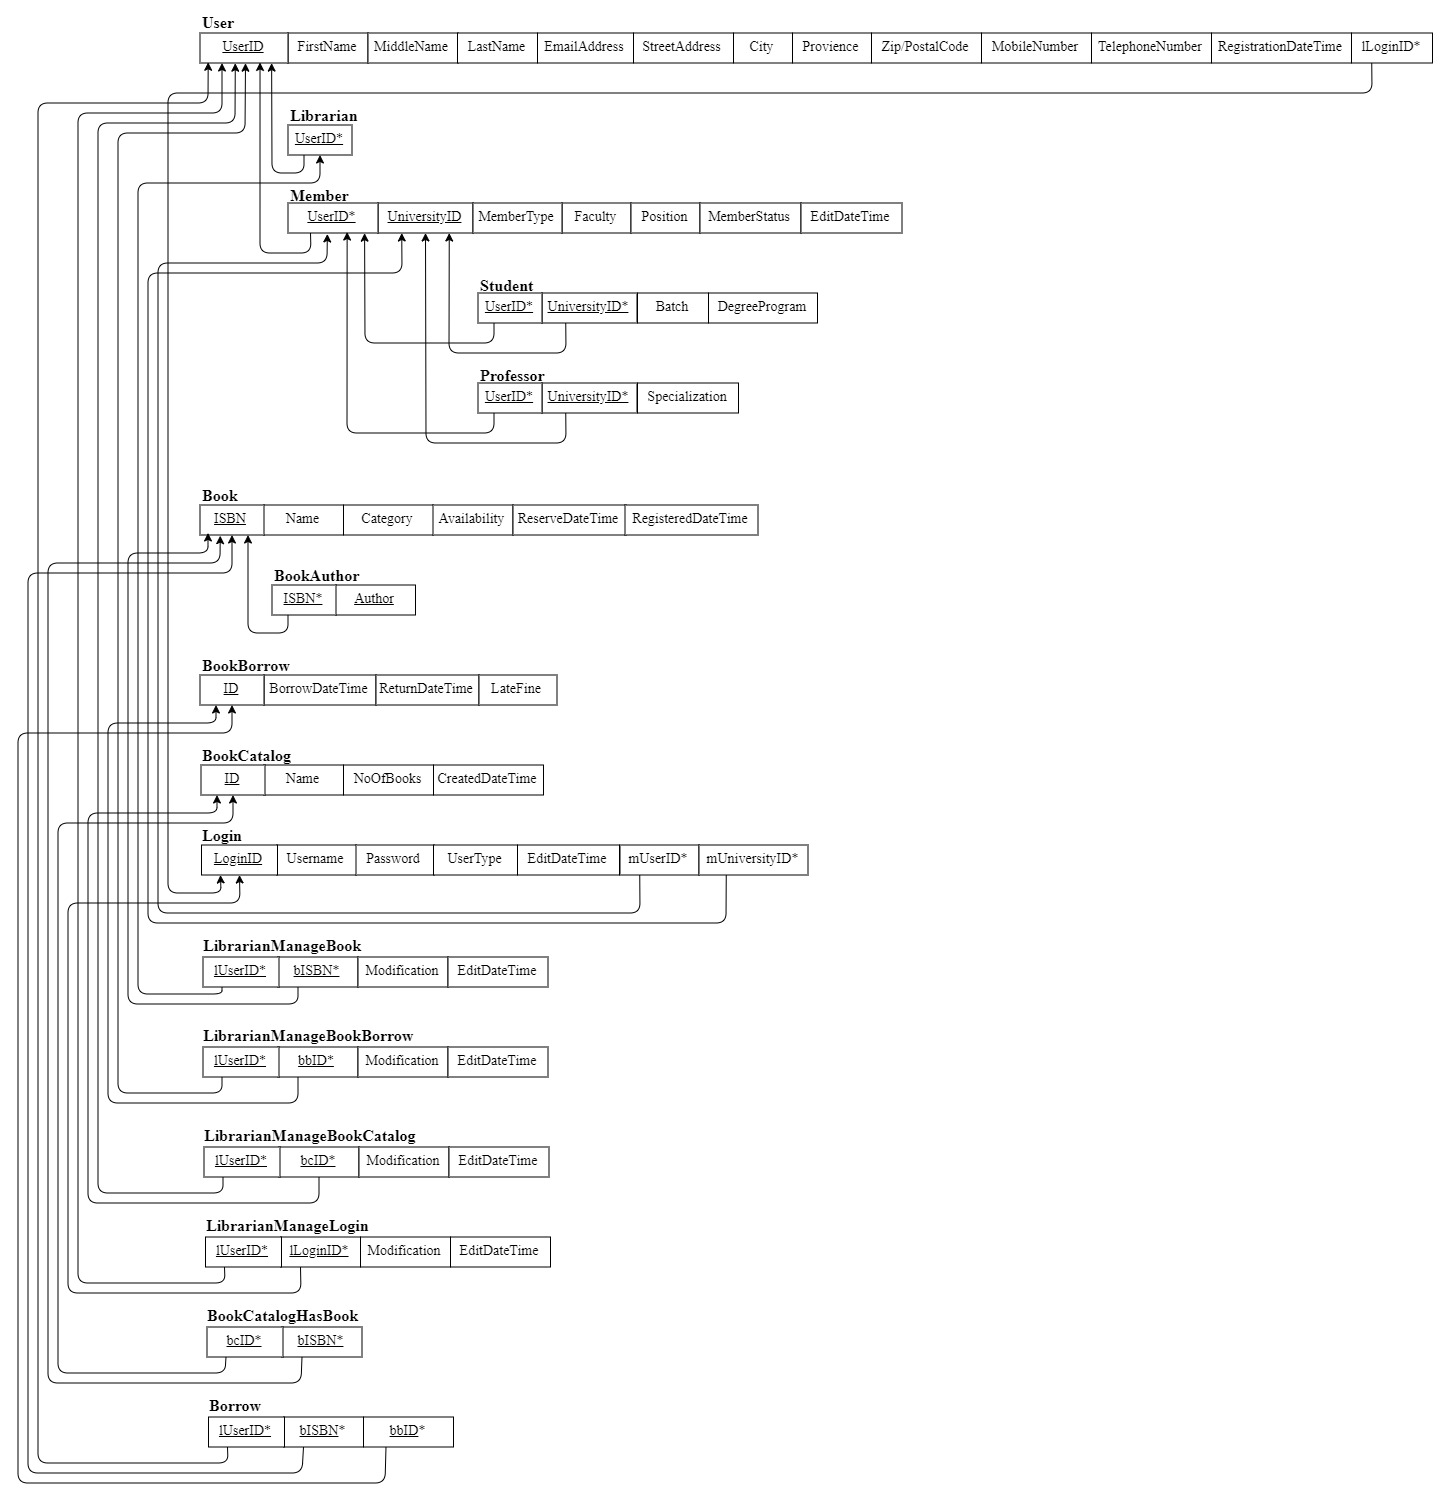 User
UserID FirstName MiddleName LastName EmailAddress StreetAddress City Provience Zip/PostalCode MobileNumber TelephoneNumber RegistrationDateTime lLoginID*
Librarian
UserID*
Member
UserID* UniversityID MemberType Faculty Position MemberStatus EditDateTime
Student
UserID* UniversityID* Batch DegreeProgram
Professor
UserID* UniversityID* Specialization
Book
ISBN Name Category Availability ReserveDateTime RegisteredDateTime
BookAuthor
ISBN* Author
BookBorrow
ID BorrowDateTime ReturnDateTime LateFine
BookCatalog
ID Name NoOfBooks CreatedDateTime
Login
LoginID Username Password UserType EditDateTime mUserID* mUniversityID*
LibrarianManageBook
lUserID* bISBN* Modification EditDateTime
LibrarianManageBookBorrow
lUserID* bbID* Modification EditDateTime
LibrarianManageBookCatalog
lUserID* bcID* Modification EditDateTime
LibrarianManageLogin
lUserID* lLoginID* Modification EditDateTime
BookCatalogHasBook
bcID* bISBN*
Borrow
lUserID* bISBN* bbID*